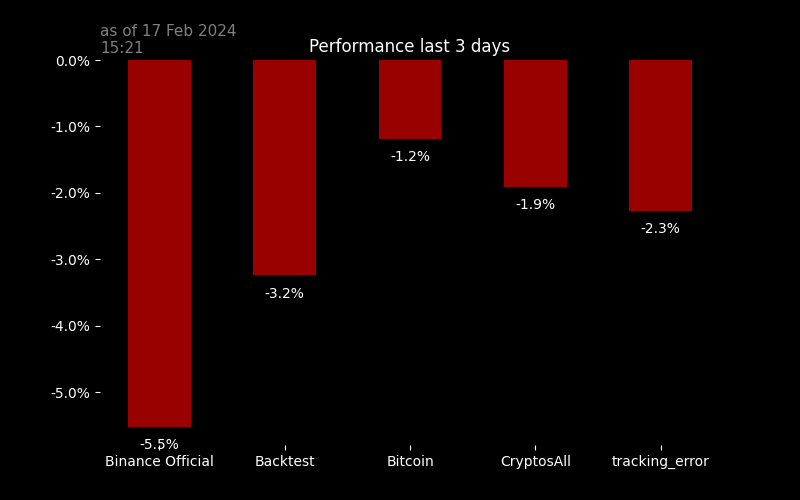 as of 17 Feb 2024
15:21
Performance last 3 days
0.0%
-1.0%
-2.0%
-3.0%
-4.0%
-5.0%
-5.5%
-3.2%
-1.2%
-1.9%
-2.3%
Binance Official
Backtest
Bitcoin
CryptosAll
tracking_error